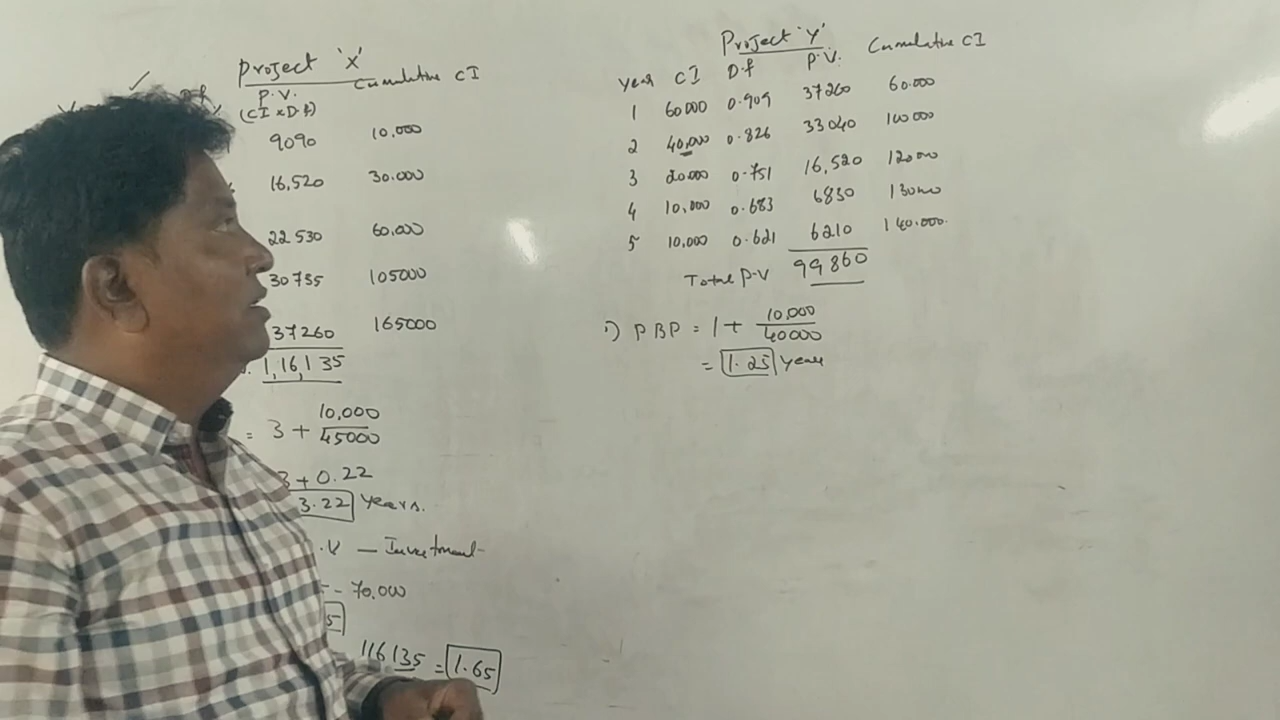 Project 'X'
P.V. Cumulative CI
(CI x D.f)
9090 10,000
16,520 30.000
22530 60,000
30735 105000
37260 165000
1,16,135
= 3 + 10,000
45000
3 + 0.22
3.22 Years.
.V — Investment
- 70,000
5
116135 = 1.65
Project 'Y'
Year CI D.f P.V. Cumulative CI
1 60000 0.909 37260 60.000
2 40,000 0.826 33040 100000
3 20000 0.751 16,520 120000
4 10,000 0.683 6830 130000
5 10,000 0.621 6210 140.000.
Total P.V 99860
1) PBP = 1 + 10,000
40000
= 1.25 Years